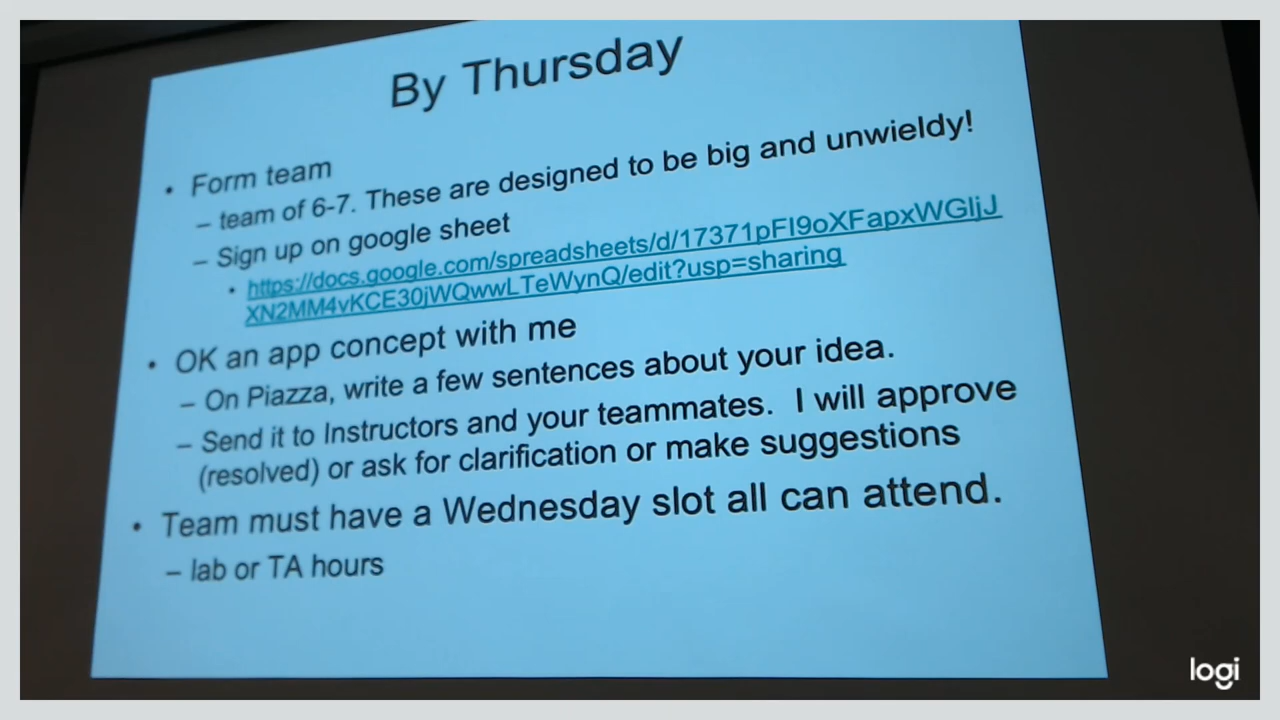 By Thursday
• Form team
– team of 6-7. These are designed to be big and unwieldy!
– Sign up on google sheet
• https://docs.google.com/spreadsheets/d/17371pFI9oXFapxWGljJ
XN2MM4vKCE30jWQwwLTeWynQ/edit?usp=sharing
• OK an app concept with me
– On Piazza, write a few sentences about your idea.
– Send it to Instructors and your teammates. I will approve
(resolved) or ask for clarification or make suggestions
• Team must have a Wednesday slot all can attend.
– lab or TA hours
logi